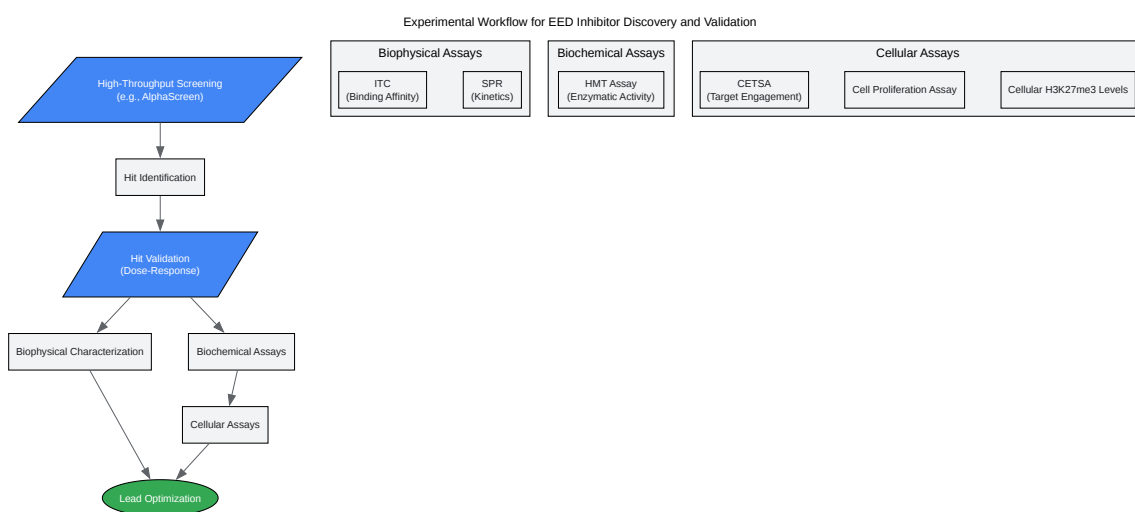 Experimental Workflow for EED Inhibitor Discovery and Validation
High-Throughput Screening
(e.g., AlphaScreen)
Hit Identification
Hit Validation
(Dose-Response)
Biophysical Characterization
Biochemical Assays
Cellular Assays
Lead Optimization
Biophysical Assays
ITC
(Binding Affinity)
SPR
(Kinetics)
Biochemical Assays
HMT Assay
(Enzymatic Activity)
Cellular Assays
CETSA
(Target Engagement)
Cell Proliferation Assay
Cellular H3K27me3 Levels